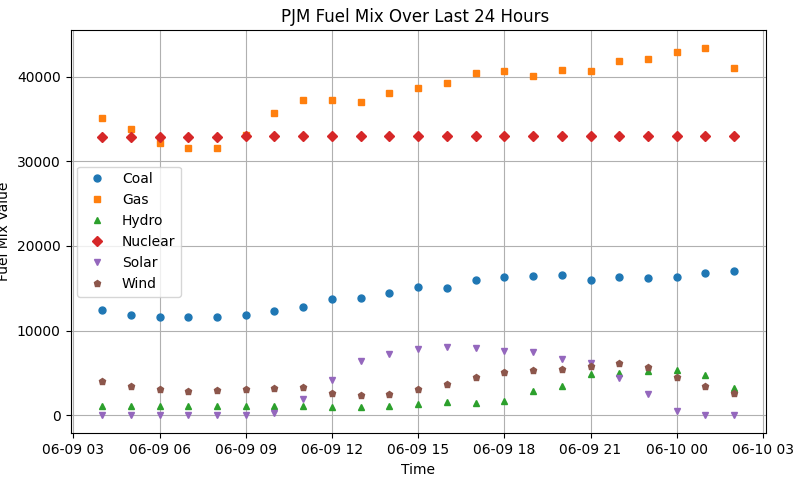 PJM Fuel Mix Over Last 24 Hours
40000
30000
20000
10000
0
Fuel Mix Value
Coal
Gas
Hydro
Nuclear
Solar
Wind
06-09 03 06-09 06 06-09 09 06-09 12 06-09 15 06-09 18 06-09 21 06-10 00 06-10 03
Time